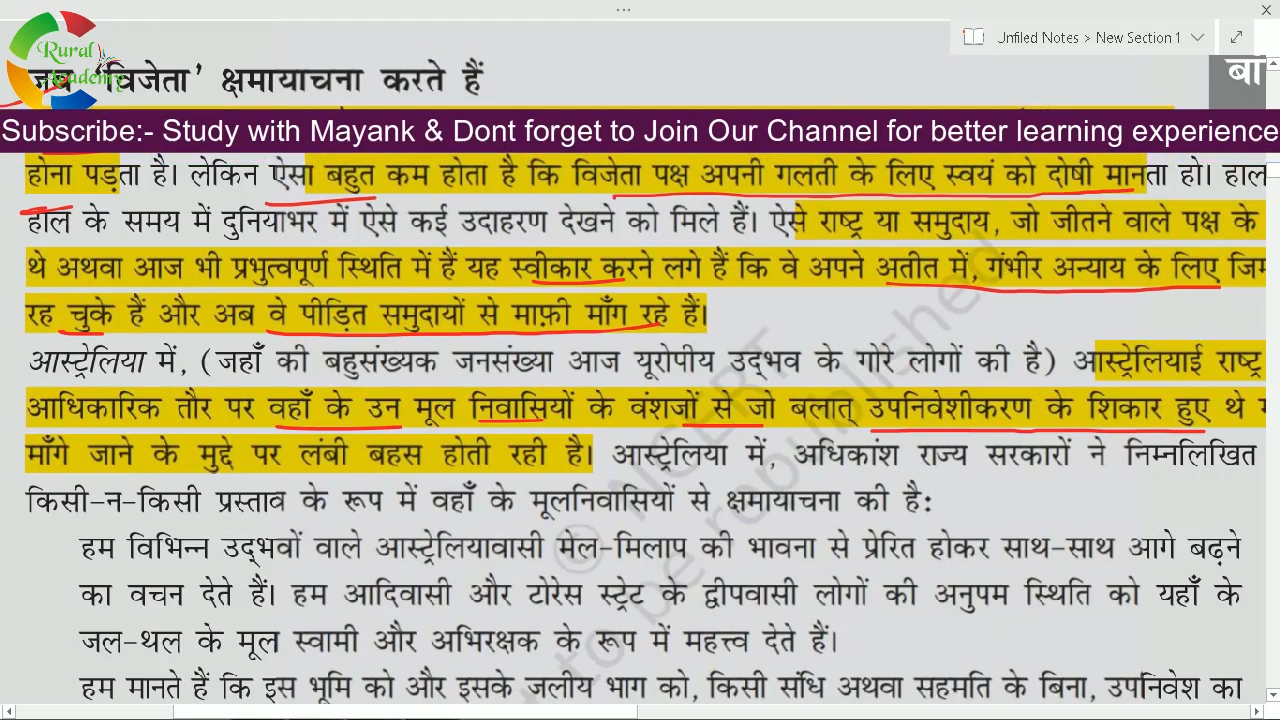 Rural
Academy
Unfiled Notes > New Section 1
जब ‘विजेता’ क्षमायाचना करते हैं
Subscribe:- Study with Mayank & Dont forget to Join Our Channel for better learning experience
होना पड़ता है। लेकिन ऐसा बहुत कम होता है कि विजेता पक्ष अपनी गलती के लिए स्वयं को दोषी मानता हो। हाल
हाल के समय में दुनियाभर में ऐसे कई उदाहरण देखने को मिले हैं। ऐसे राष्ट्र या समुदाय, जो जीतने वाले पक्ष के
थे अथवा आज भी प्रभुत्वपूर्ण स्थिति में हैं यह स्वीकार करने लगे हैं कि वे अपने अतीत में, गंभीर अन्याय के लिए
रह चुके हैं और अब वे पीड़ित समुदायों से माफ़ी माँग रहे हैं।
आस्ट्रेलिया में, (जहाँ की बहुसंख्यक जनसंख्या आज यूरोपीय उद्भव के गोरे लोगों की है) आस्ट्रेलियाई राष्ट्र
आधिकारिक तौर पर वहाँ के उन मूल निवासियों के वंशजों से जो बलात् उपनिवेशीकरण के शिकार हुए थे
माँगे जाने के मुद्दे पर लंबी बहस होती रही है। आस्ट्रेलिया में, अधिकांश राज्य सरकारों ने निम्नलिखित
किसी-न-किसी प्रस्ताव के रूप में वहाँ के मूलनिवासियों से क्षमायाचना की है:
हम विभिन्न उद्भवों वाले आस्ट्रेलियावासी मेल-मिलाप की भावना से प्रेरित होकर साथ-साथ आगे बढ़ने
का वचन देते हैं। हम आदिवासी और टोरेस स्ट्रेट के द्वीपवासी लोगों की अनुपम स्थिति को यहाँ के
जल-थल के मूल स्वामी और अभिरक्षक के रूप में महत्त्व देते हैं।
हम मानते हैं कि इस भूमि को और इसके जलीय भाग को, किसी संधि अथवा सहमति के बिना, उपनिवेश का